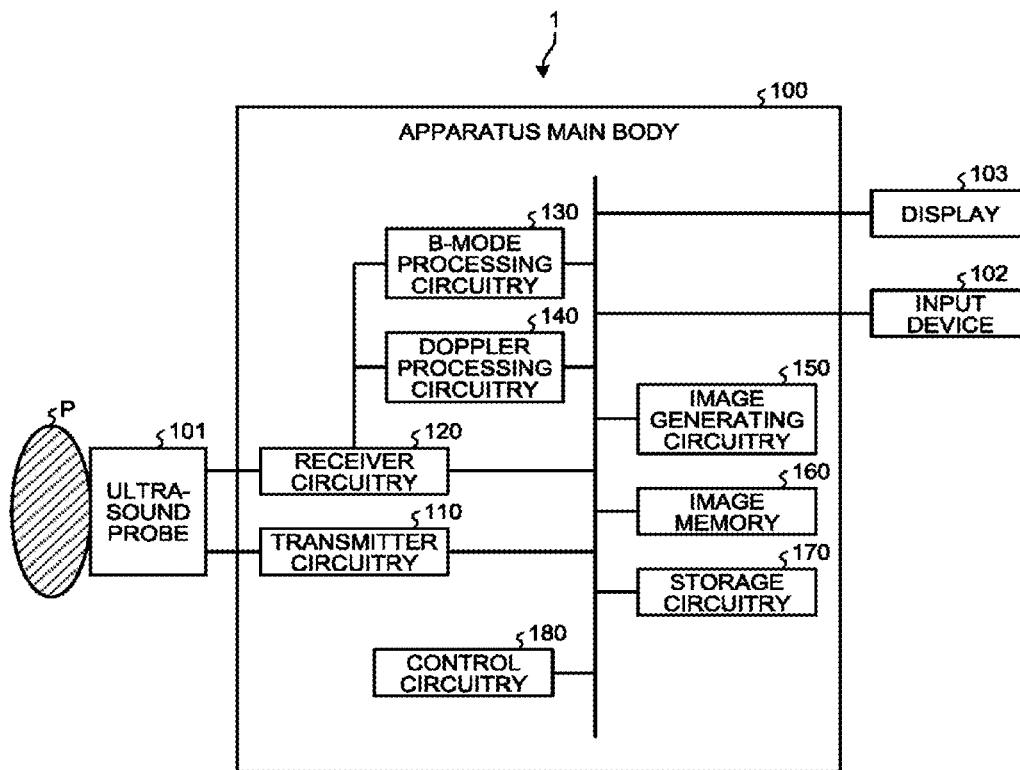 1
100
APPARATUS MAIN BODY
103
DISPLAY
130
B-MODE
PROCESSING
CIRCUITRY
102
INPUT
DEVICE
140
DOPPLER
PROCESSING
CIRCUITRY
150
IMAGE
GENERATING
CIRCUITRY
P
101
ULTRA-
SOUND
PROBE
120
RECEIVER
CIRCUITRY
160
IMAGE
MEMORY
110
TRANSMITTER
CIRCUITRY
170
STORAGE
CIRCUITRY
180
CONTROL
CIRCUITRY